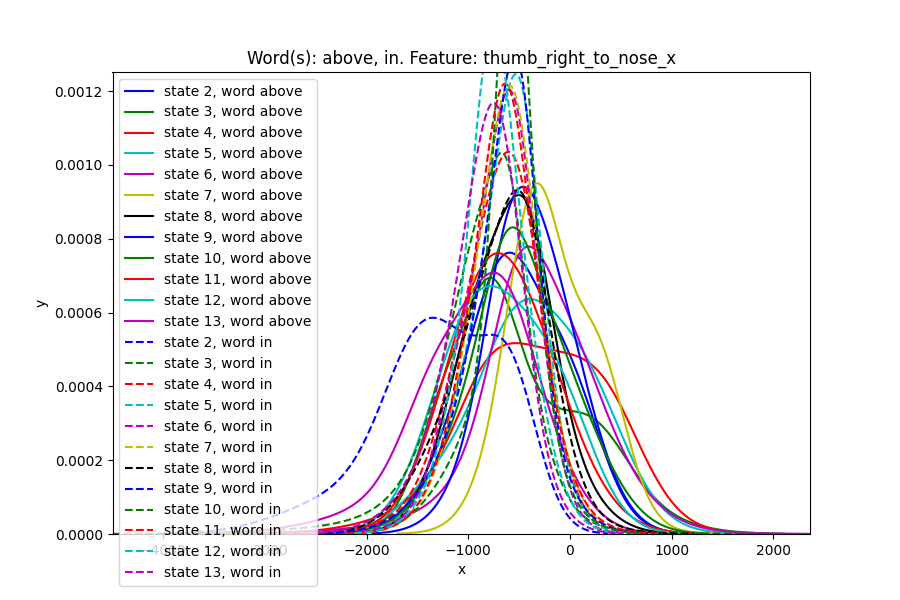 Word(s): above, in. Feature: thumb_right_to_nose_x
0.0012
0.0010
0.0008
0.0006
0.0004
0.0002
0.0000
y
state 2, word above
state 3, word above
state 4, word above
state 5, word above
state 6, word above
state 7, word above
state 8, word above
state 9, word above
state 10, word above
state 11, word above
state 12, word above
state 13, word above
state 2, word in
state 3, word in
state 4, word in
state 5, word in
state 6, word in
state 7, word in
state 8, word in
state 9, word in
state 10, word in
state 11, word in
state 12, word in
state 13, word in
−2000 −1000 0 1000 2000
x